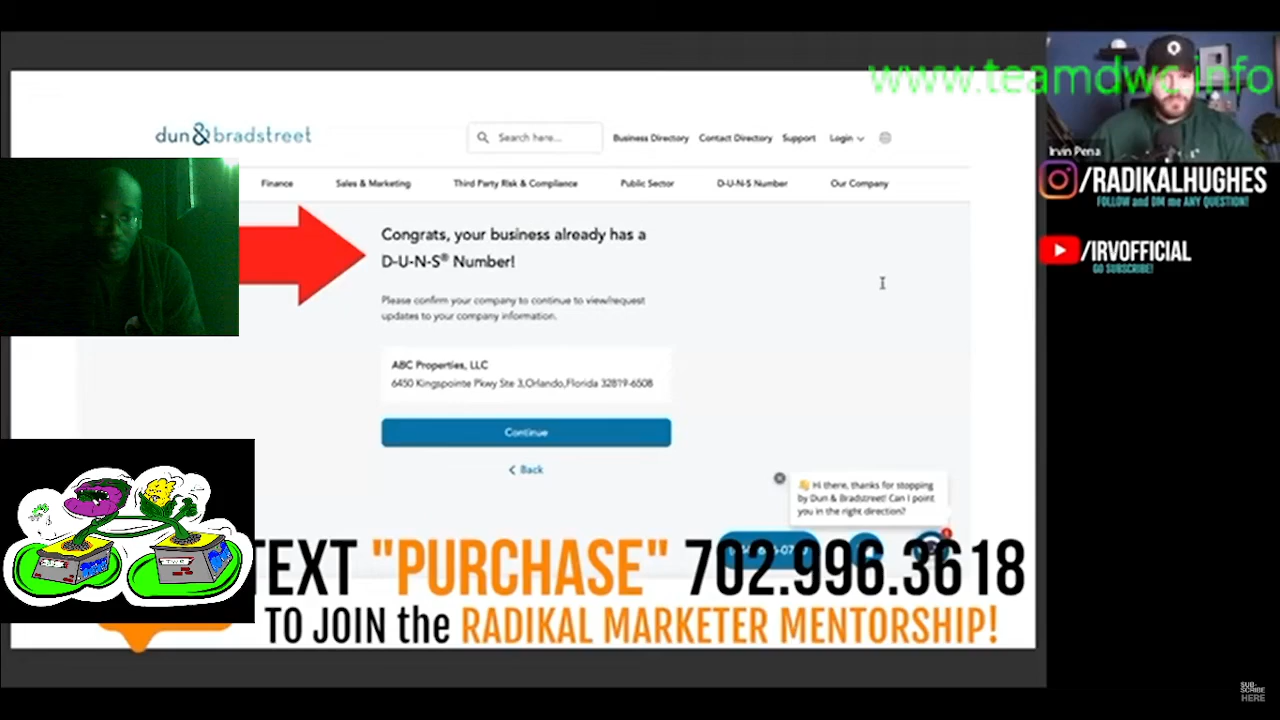 www.teamdwc.info
dun&bradstreet
Search here...
Business Directory
Contact Directory
Support
Login
Irvin Pena
Finance
Sales & Marketing
Third Party Risk & Compliance
Public Sector
D-U-N-S Number
Our Company
/RADIKALHUGHES
FOLLOW and DM me ANY QUESTION!
/IRVOFFICIAL
GO SUBSCRIBE!
Congrats, your business already has a
D-U-N-S® Number!
Please confirm your company to continue to view/request
updates to your company information.
ABC Properties, LLC
6450 Kingspointe Pkwy Ste 3,Orlando,Florida 32819-6508
Continue
< Back
👋 Hi there, thanks for stopping
by Dun & Bradstreet! Can I point
you in the right direction?
TEXT "PURCHASE" 702.996.3618
TO JOIN the RADIKAL MARKETER MENTORSHIP!
SUB-
SCRIBE
HERE